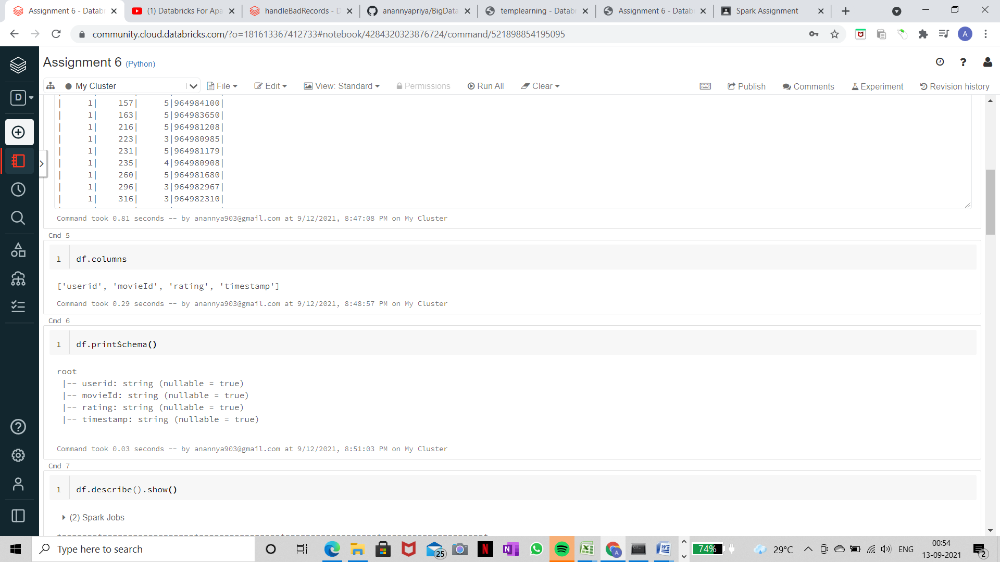 Assignment 6 - Databr
(1) Databricks For Apa
handleBadRecords - D
anannyapriya/BigData
templearning - Datab
Assignment 6 - Datab
Spark Assignment
community.cloud.databricks.com/?o=181613367412733#notebook/4284320323876724/command/521898854195095
A
Assignment 6 (Python)
?
My Cluster
File
Edit
View: Standard
Permissions
Run All
Clear
Publish
Comments
Experiment
Revision history
D
| 1| 157| 5|964984100|
| 1| 163| 5|964983650|
| 1| 216| 5|964981208|
| 1| 223| 3|964980985|
| 1| 231| 5|964981179|
| 1| 235| 4|964980908|
| 1| 260| 5|964981680|
| 1| 296| 3|964982967|
| 1| 316| 3|964982310|
Command took 0.81 seconds -- by anannya903@gmail.com at 9/12/2021, 8:47:08 PM on My Cluster
Cmd 5
1 df.columns
['userid', 'movieId', 'rating', 'timestamp']
Command took 0.29 seconds -- by anannya903@gmail.com at 9/12/2021, 8:48:57 PM on My Cluster
Cmd 6
1 df.printSchema()
root
|-- userid: string (nullable = true)
|-- movieId: string (nullable = true)
|-- rating: string (nullable = true)
|-- timestamp: string (nullable = true)
Command took 0.03 seconds -- by anannya903@gmail.com at 9/12/2021, 8:51:03 PM on My Cluster
Cmd 7
1 df.describe().show()
(2) Spark Jobs
Type here to search
25
N
N
A
74%
29°C
ENG
00:54
13-09-2021
2